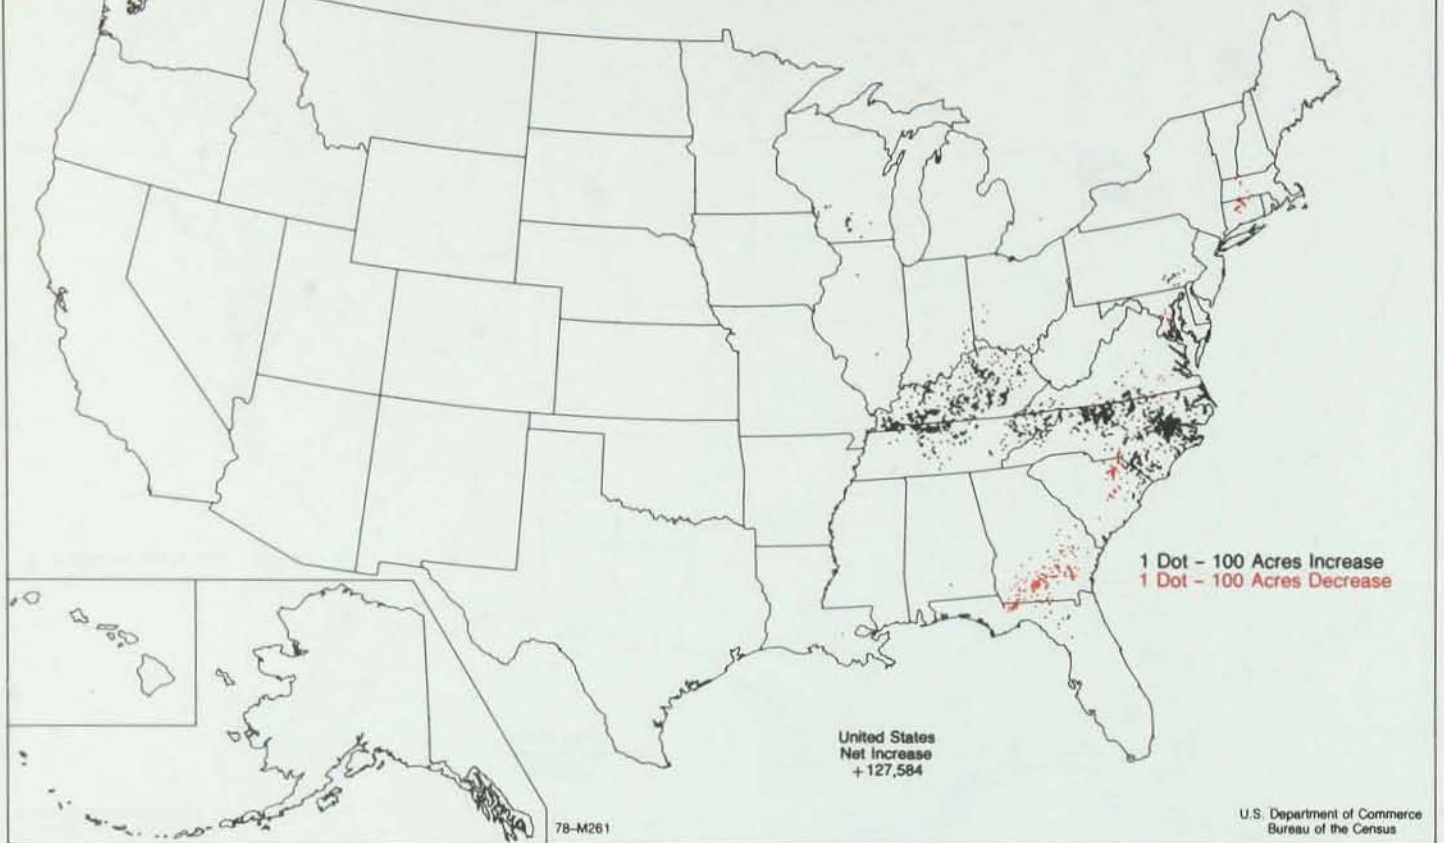 1 Dot – 100 Acres Increase
1 Dot – 100 Acres Decrease
United States
Net Increase
+127,584
78-M261
U.S. Department of Commerce
Bureau of the Census